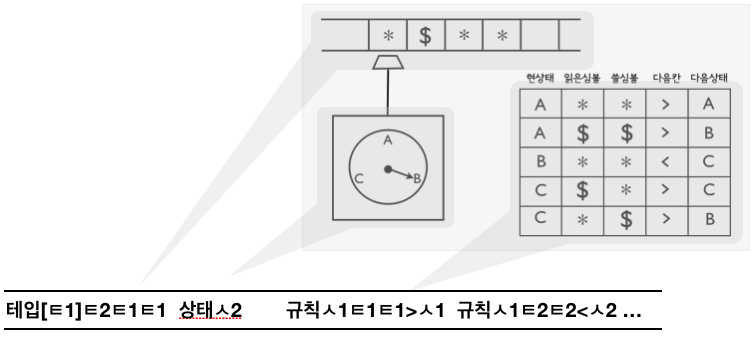 * $ * *
A
B
C
현상태 읽은심볼 쓸심볼 다음칸 다음상태
A * * > A
A $ $ > B
B * * < C
C $ * > C
C * $ > B
테입[ㅌ1]ㅌ2ㅌ1ㅌ1 상태ㅅ2 규칙ㅅ1ㅌ1ㅌ1>ㅅ1 규칙ㅅ1ㅌ2ㅌ2<ㅅ2 ...